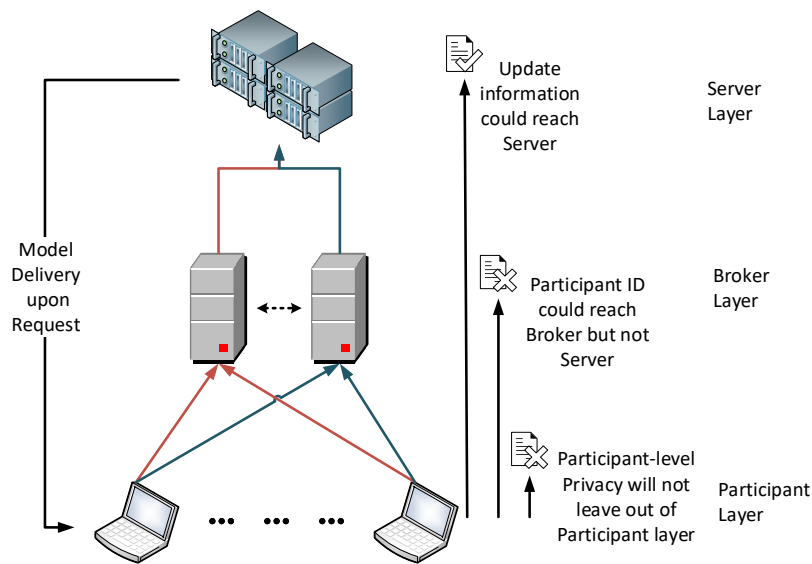 Update
information
could reach
Server
Server
Layer
Model
Delivery
upon
Request
Participant ID
could reach
Broker but not
Server
Broker
Layer
Participant-level
Privacy will not
leave out of
Participant layer
Participant
Layer